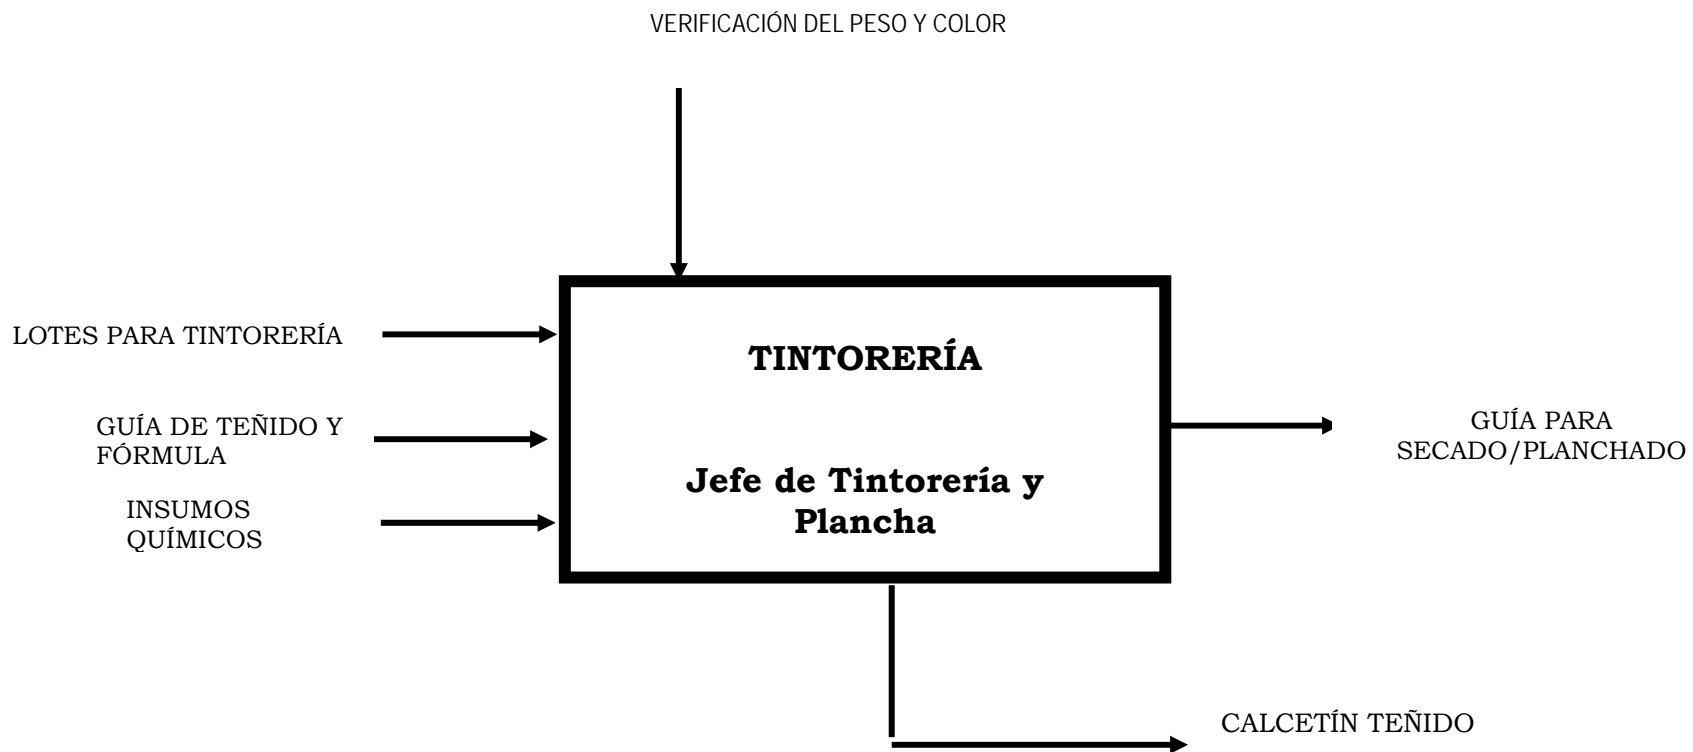 VERIFICACIÓN DEL PESO Y COLOR
LOTES PARA TINTORERÍA
GUÍA DE TEÑIDO Y
FÓRMULA
INSUMOS
QUÍMICOS
TINTORERÍA
Jefe de Tintorería y
Plancha
GUÍA PARA
SECADO/PLANCHADO
CALCETÍN TEÑIDO